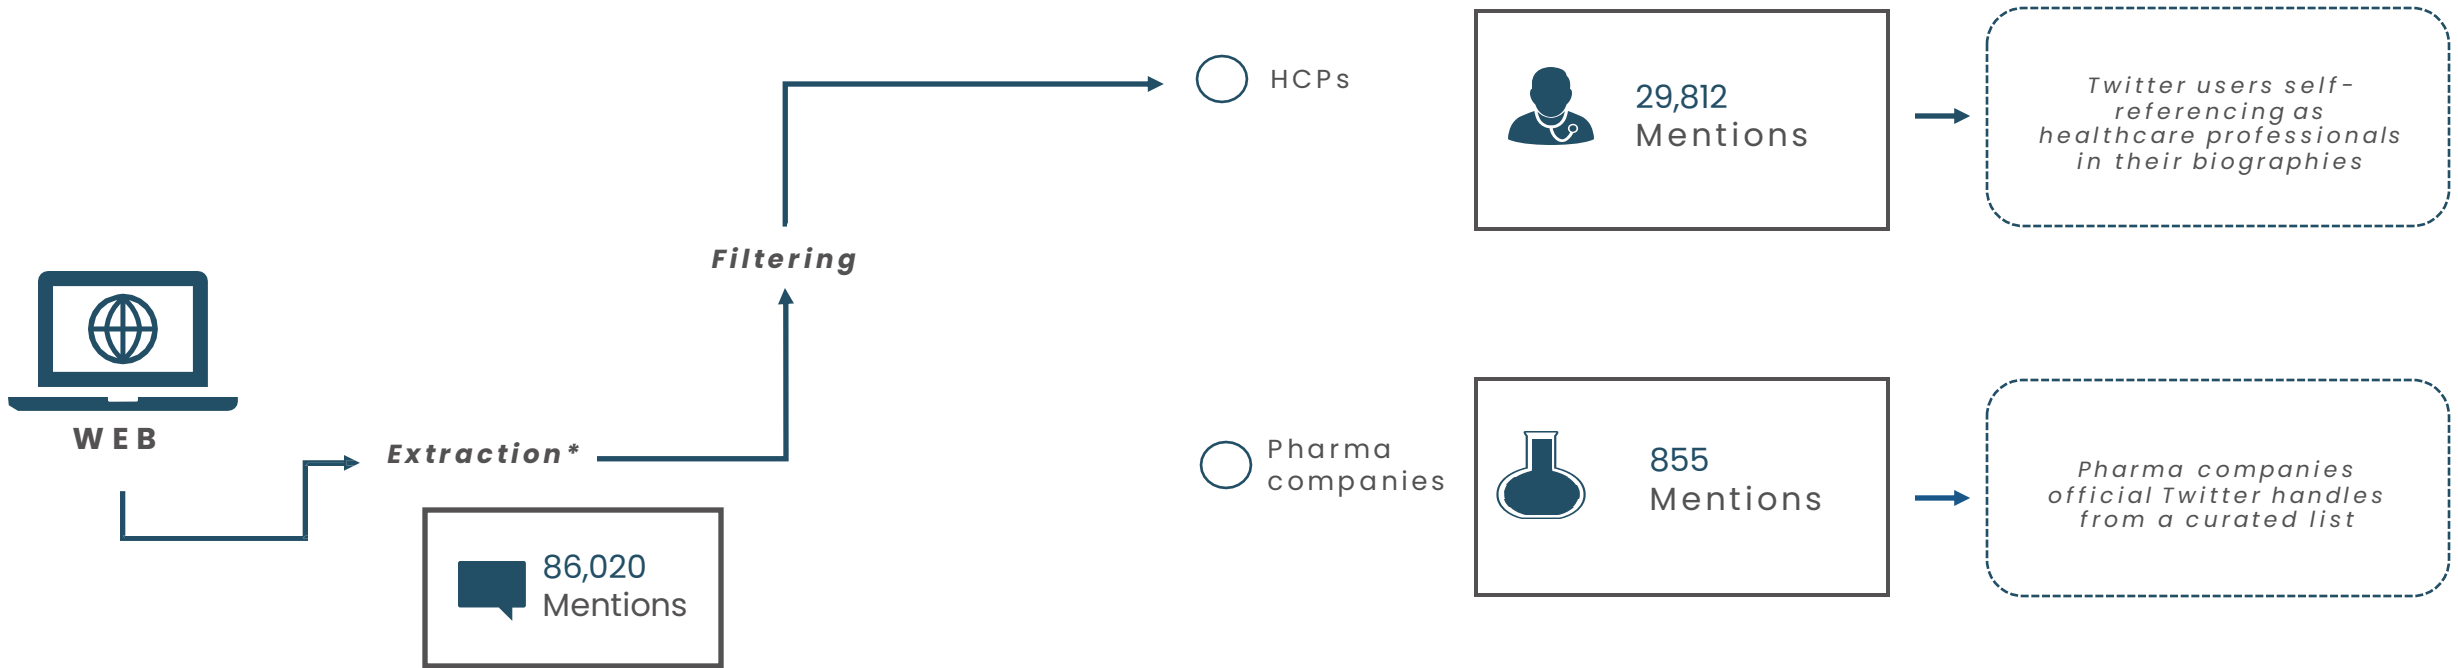 WEB
Extraction*
86,020
Mentions
Filtering
HCPs
29,812
Mentions
Twitter users self-
referencing as
healthcare professionals
in their biographies
Pharma
companies
855
Mentions
Pharma companies
official Twitter handles
from a curated list